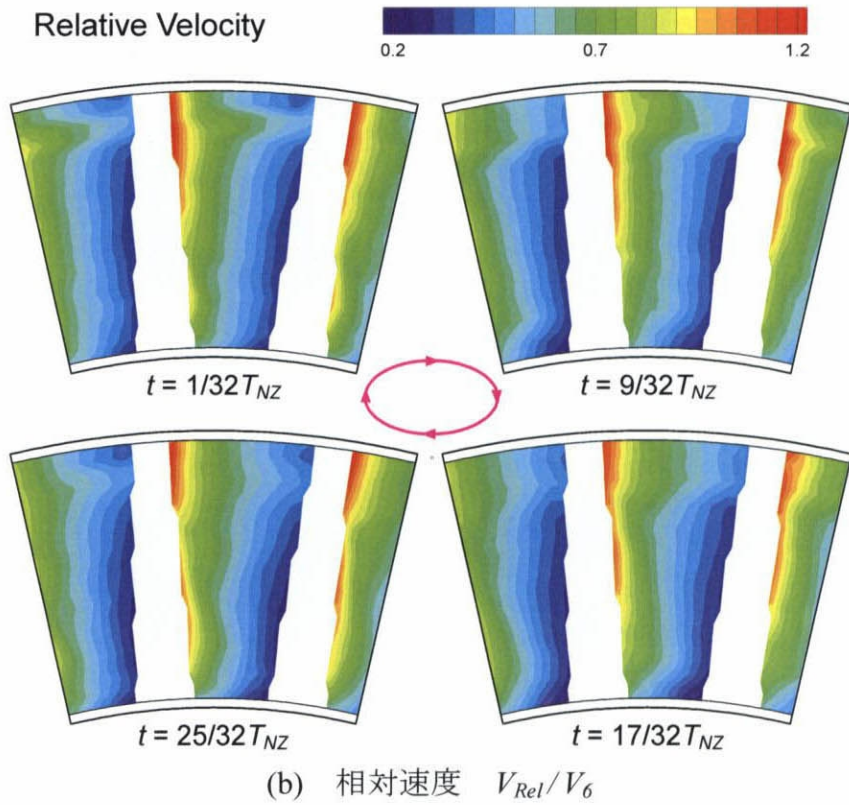 Relative Velocity
0.2 0.7 1.2
t = 1/32T_NZ t = 9/32T_NZ
t = 25/32T_NZ t = 17/32T_NZ
(b) 相対速度 V_Rel/V_6